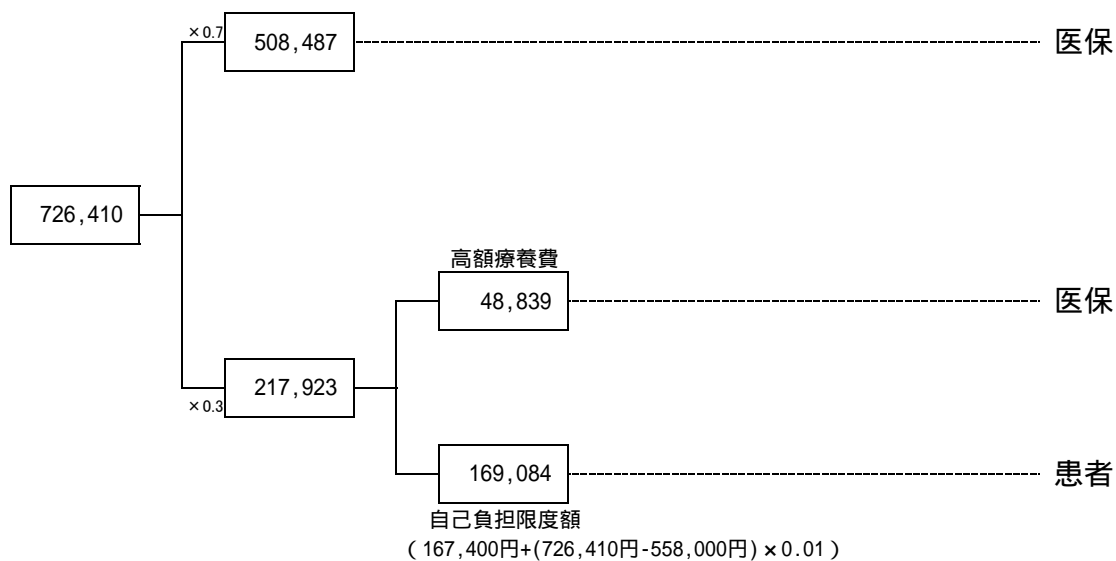 ×0.7
508,487
医保
726,410
高額療養費
48,839
医保
217,923
×0.3
169,084
患者
自己負担限度額
(167,400円+(726,410円-558,000円)×0.01)